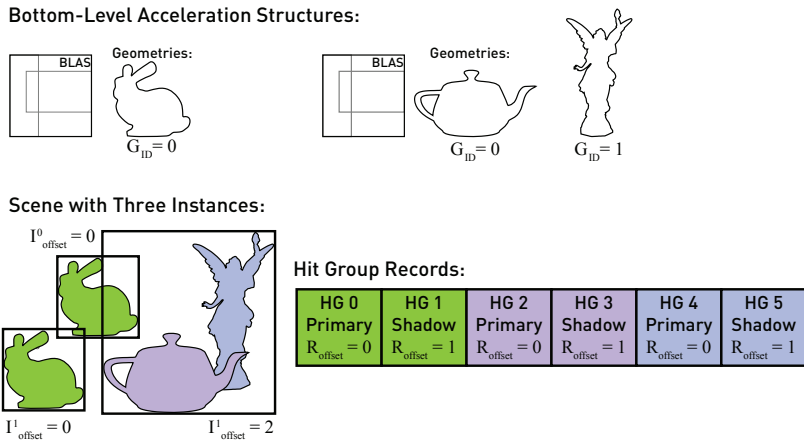 Bottom-Level Acceleration Structures:
BLAS
Geometries:
G_ID = 0
BLAS
Geometries:
G_ID = 0
G_ID = 1
Scene with Three Instances:
I^0_offset = 0
I^1_offset = 0
I^1_offset = 2
Hit Group Records:
HG 0 HG 1 HG 2 HG 3 HG 4 HG 5
Primary Shadow Primary Shadow Primary Shadow
R_offset = 0 R_offset = 1 R_offset = 0 R_offset = 1 R_offset = 0 R_offset = 1